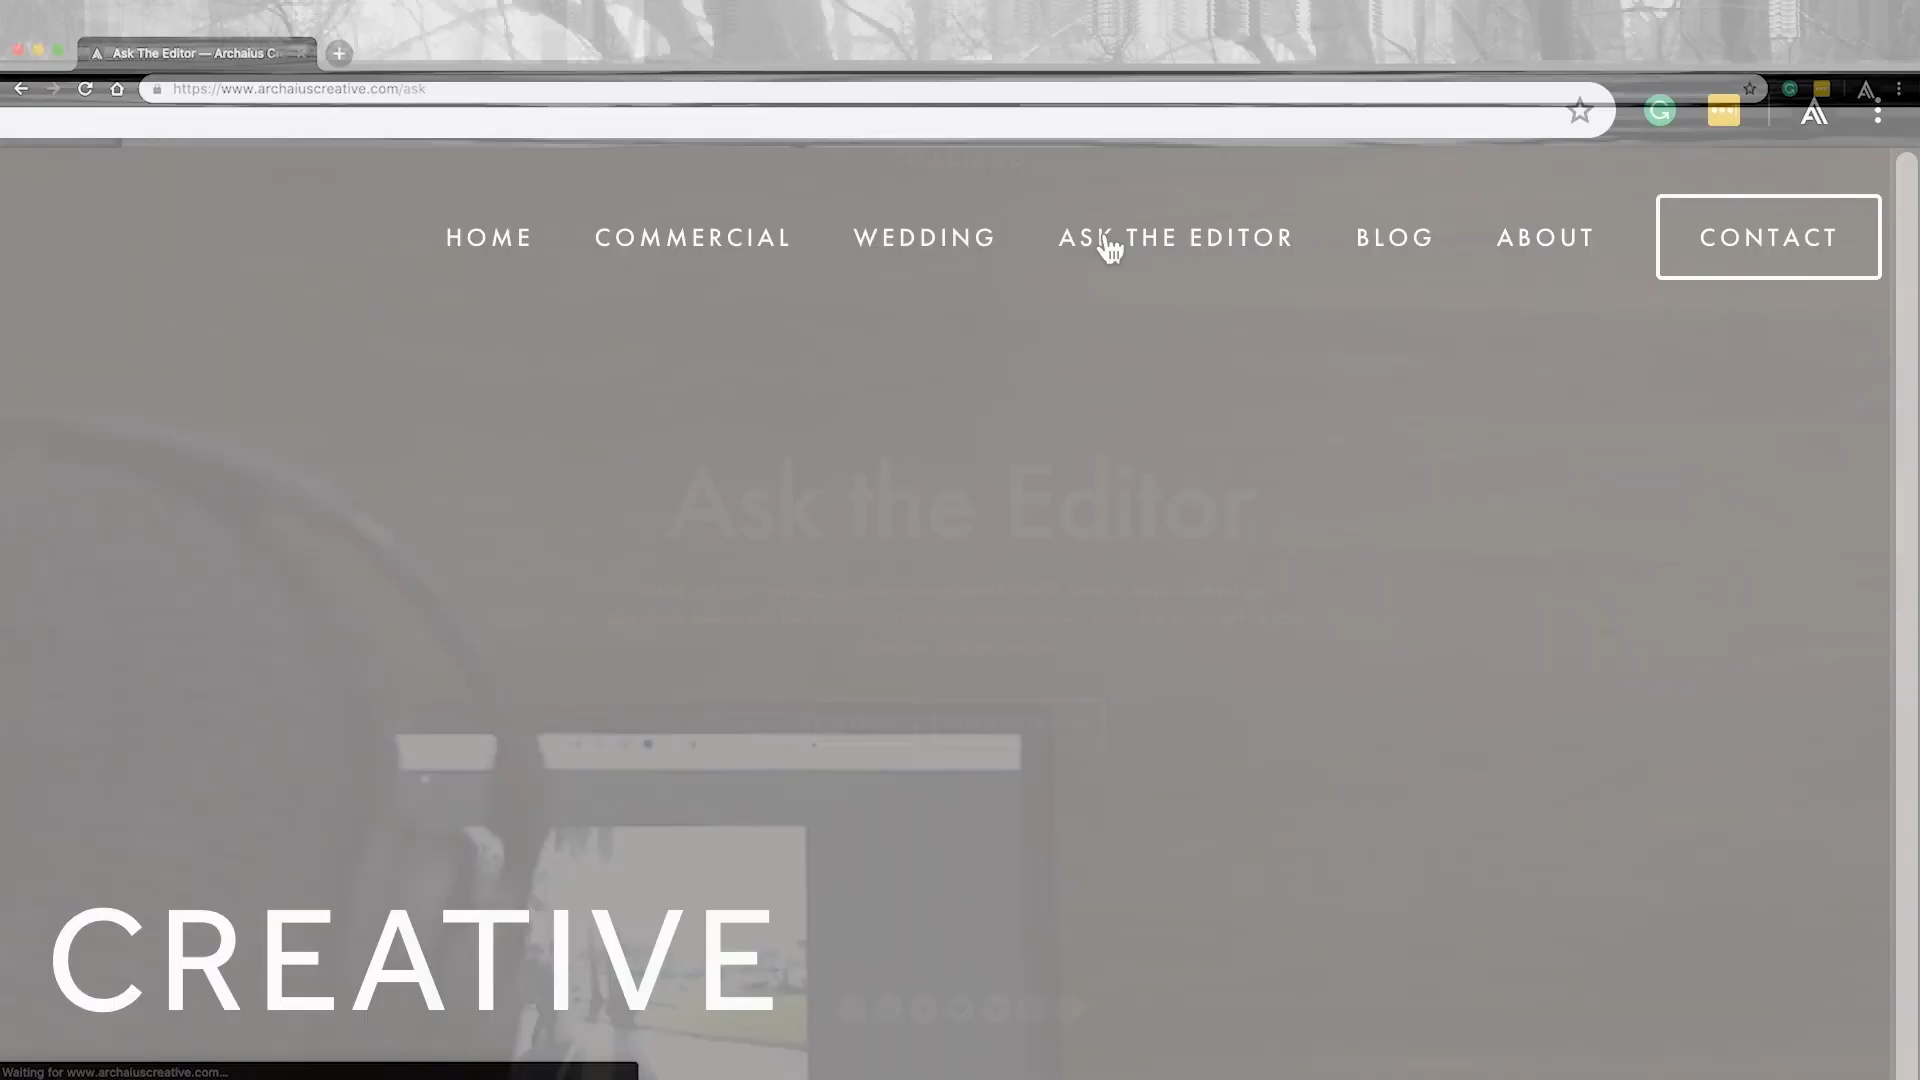 Ask The Editor — Archaius C
https://www.archaiuscreative.com/ask
HOME COMMERCIAL WEDDING ASK THE EDITOR BLOG ABOUT CONTACT
Ask the Editor
CREATIVE
Waiting for www.archaiuscreative.com...